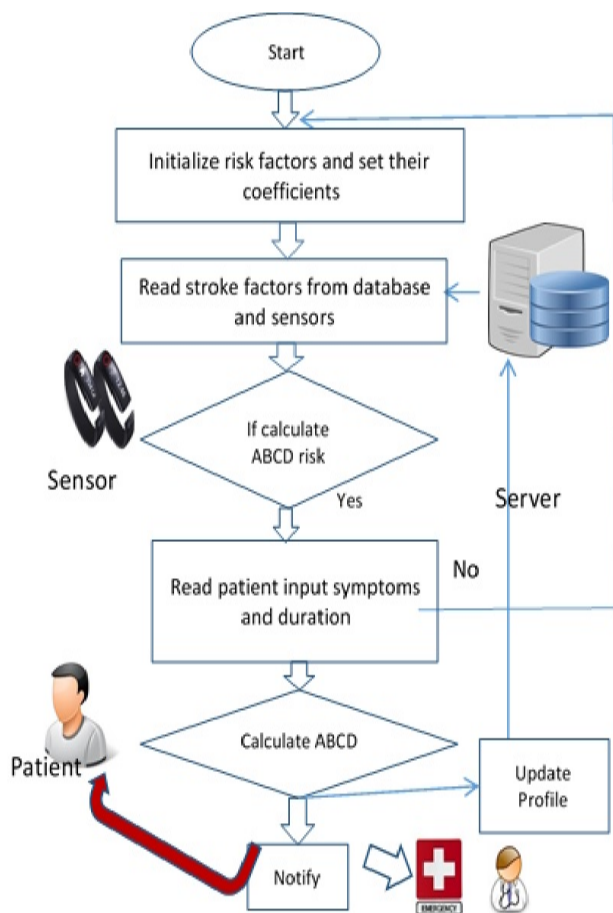 Start
Initialize risk factors and set their
coefficients
Read stroke factors from database
and sensors
If calculate
ABCD risk
Sensor
Yes
Server
Read patient input symptoms
and duration
No
Calculate ABCD
Patient
Update
Profile
Notify
EMERGENCY